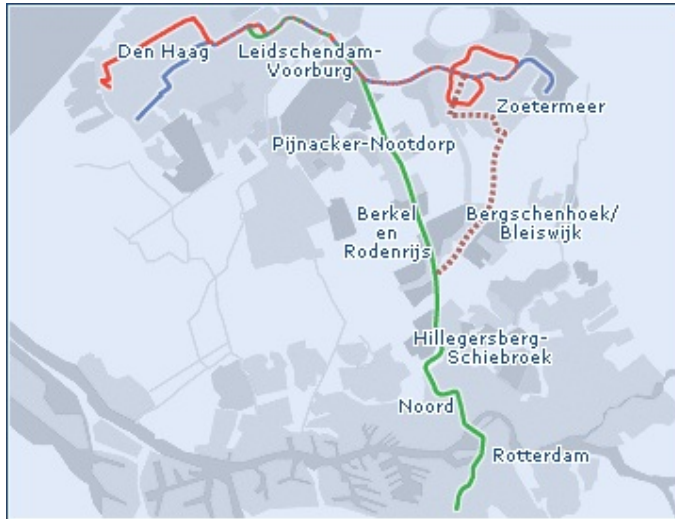 Den Haag
Leidschendam-
Voorburg
Zoetermeer
Pijnacker-Nootdorp
Berkel
en
Rodenrijs
Bergschenhoek/
Bleiswijk
Hillegersberg-
Schiebroek
Noord
Rotterdam